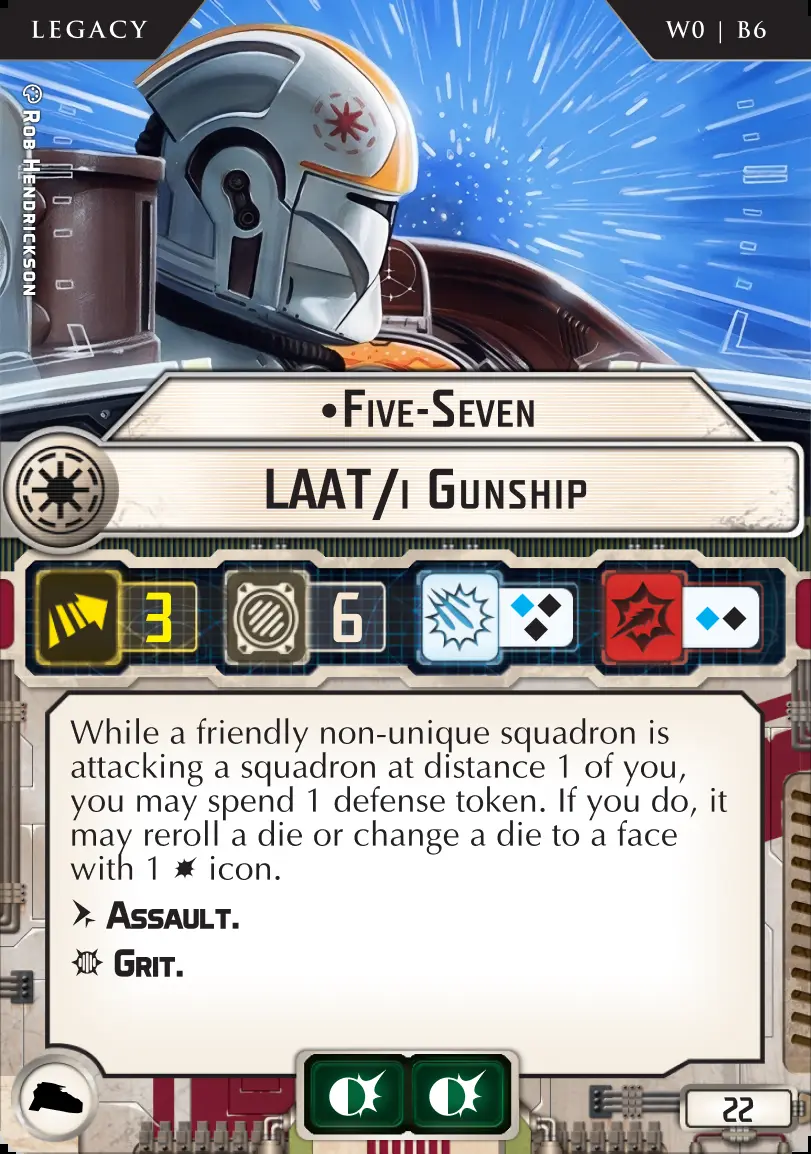 LEGACY
W0 | B6
Rob Hendrickson
•Five-Seven
LAAT/i Gunship
3
6
While a friendly non-unique squadron is
attacking a squadron at distance 1 of you,
you may spend 1 defense token. If you do, it
may reroll a die or change a die to a face
with 1 icon.
Assault.
Grit.
22